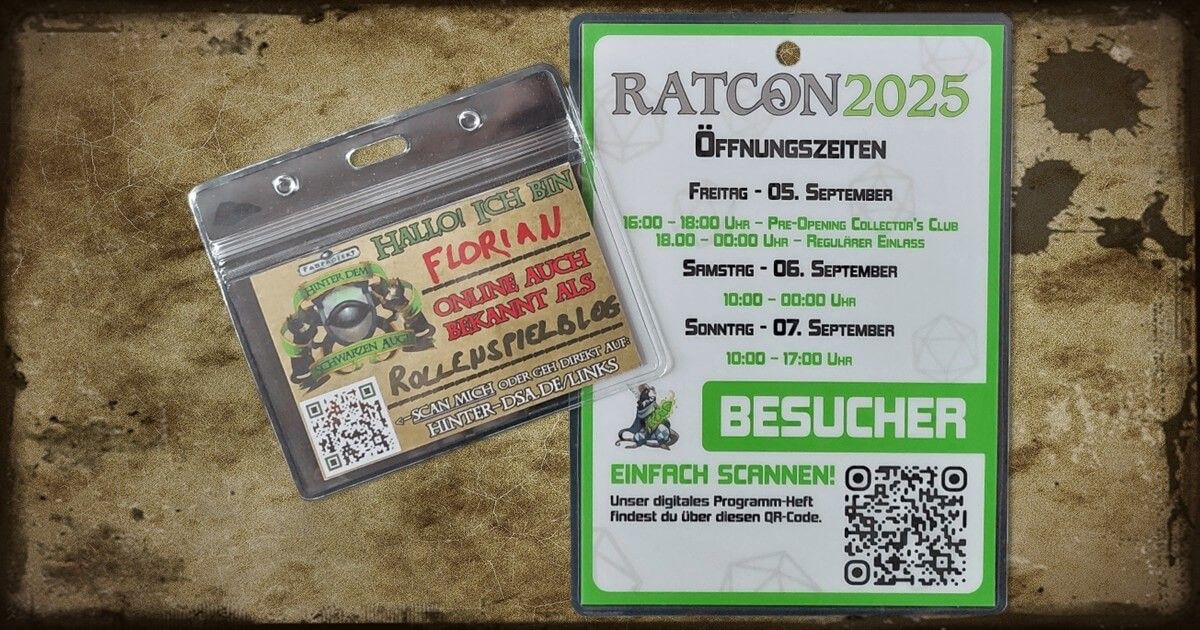 HALLO! ICH BIN
FLORIAN
ONLINE AUCH
BEKANNT ALS
ROLLENSPIELBLOG
FANPROJEKT
HINTER DEM
SCHWARZEN AUGE
←SCAN MICH ODER GEH DIREKT AUF:
HINTER-DSA.DE/LINKS
RATCON2025
ÖFFNUNGSZEITEN
FREITAG - 05. SEPTEMBER
16:00 - 18:00 UHR - PRE-OPENING COLLECTOR'S CLUB
18.00 - 00:00 UHR - REGULÄRER EINLASS
SAMSTAG - 06. SEPTEMBER
10:00 - 00:00 UHR
SONNTAG - 07. SEPTEMBER
10:00 - 17:00 UHR
BESUCHER
EINFACH SCANNEN!
Unser digitales Programm-Heft
findest du über diesen QR-Code.